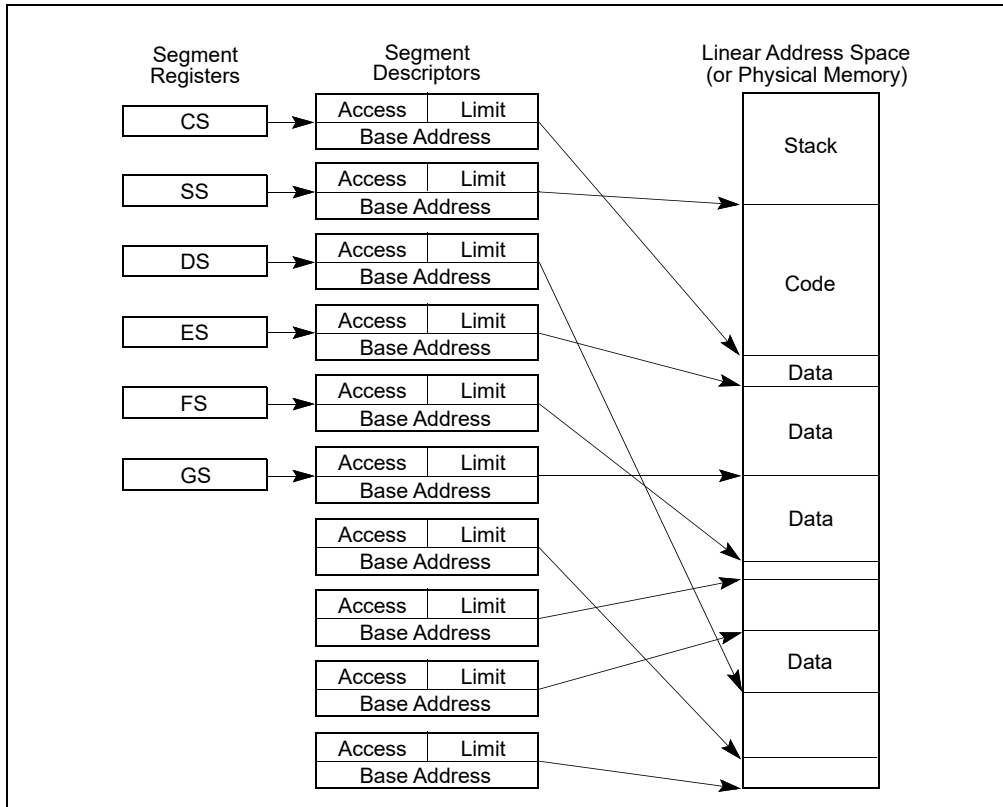 Segment
Registers
Segment
Descriptors
Linear Address Space
(or Physical Memory)
CS
Access Limit
Base Address
Stack
SS
Access Limit
Base Address
DS
Access Limit
Base Address
Code
ES
Access Limit
Base Address
Data
FS
Access Limit
Base Address
Data
GS
Access Limit
Base Address
Data
Access Limit
Base Address
Access Limit
Base Address
Access Limit
Base Address
Data
Access Limit
Base Address